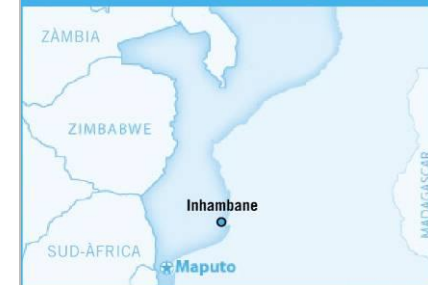 ZÀMBIA
ZIMBABWE
Inhambane
MADAGASCAR
SUD-ÀFRICA
Maputo